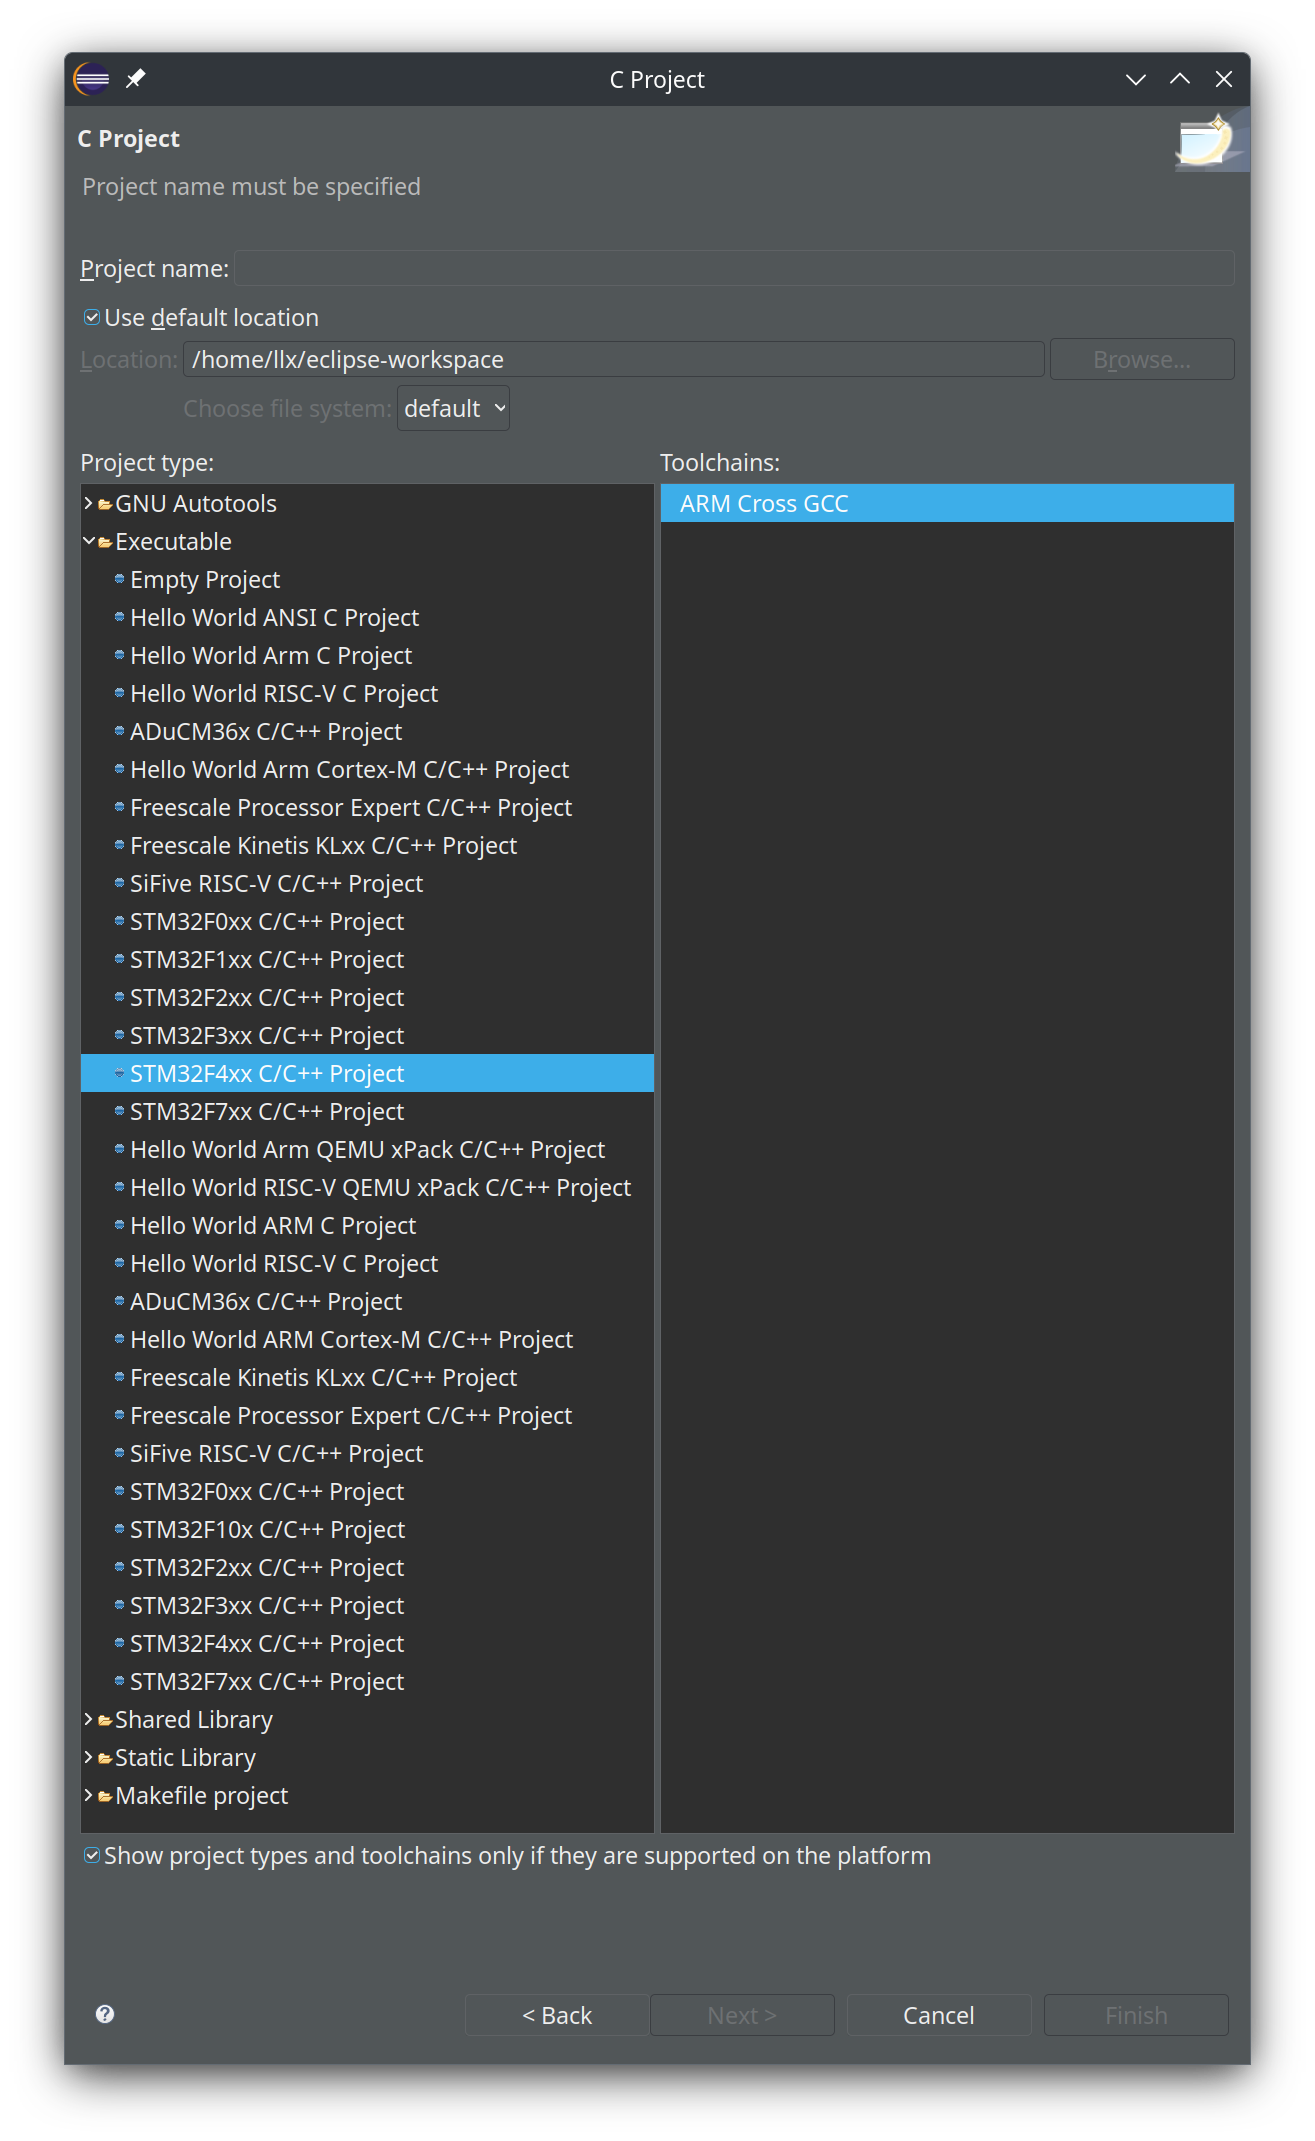 C Project
C Project
Project name must be specified
Project name:
Use default location
Location: /home/llx/eclipse-workspace Browse...
Choose file system: default
Project type: Toolchains:
GNU Autotools ARM Cross GCC
Executable
Empty Project
Hello World ANSI C Project
Hello World Arm C Project
Hello World RISC-V C Project
ADuCM36x C/C++ Project
Hello World Arm Cortex-M C/C++ Project
Freescale Processor Expert C/C++ Project
Freescale Kinetis KLxx C/C++ Project
SiFive RISC-V C/C++ Project
STM32F0xx C/C++ Project
STM32F1xx C/C++ Project
STM32F2xx C/C++ Project
STM32F3xx C/C++ Project
STM32F4xx C/C++ Project
STM32F7xx C/C++ Project
Hello World Arm QEMU xPack C/C++ Project
Hello World RISC-V QEMU xPack C/C++ Project
Hello World ARM C Project
Hello World RISC-V C Project
ADuCM36x C/C++ Project
Hello World ARM Cortex-M C/C++ Project
Freescale Kinetis KLxx C/C++ Project
Freescale Processor Expert C/C++ Project
SiFive RISC-V C/C++ Project
STM32F0xx C/C++ Project
STM32F10x C/C++ Project
STM32F2xx C/C++ Project
STM32F3xx C/C++ Project
STM32F4xx C/C++ Project
STM32F7xx C/C++ Project
Shared Library
Static Library
Makefile project
Show project types and toolchains only if they are supported on the platform
? < Back Next > Cancel Finish